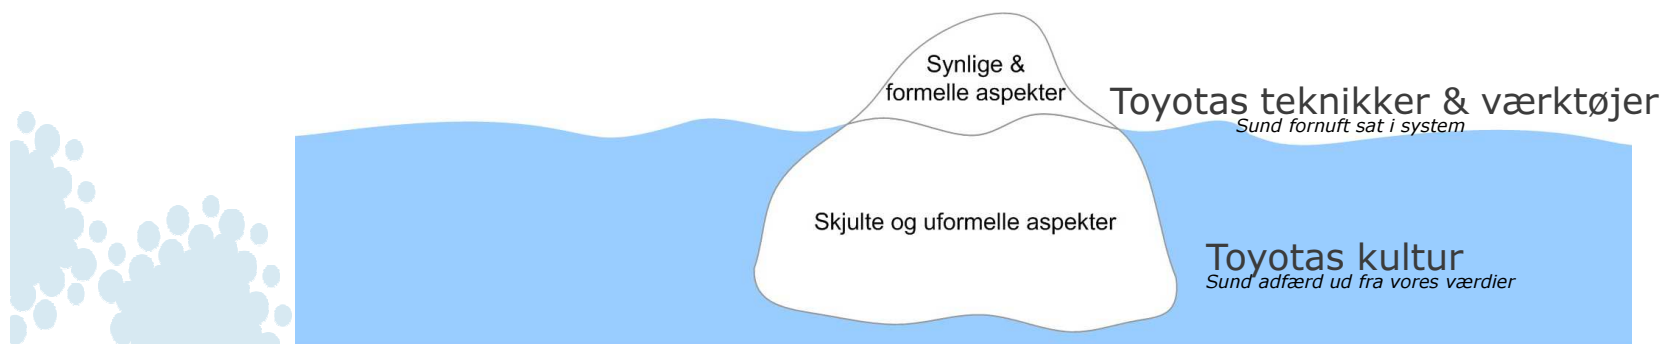 Synlige &
formelle aspekter
Toyotas teknikker & værktøjer
Sund fornuft sat i system
Skjulte og uformelle aspekter
Toyotas kultur
Sund adfærd ud fra vores værdier